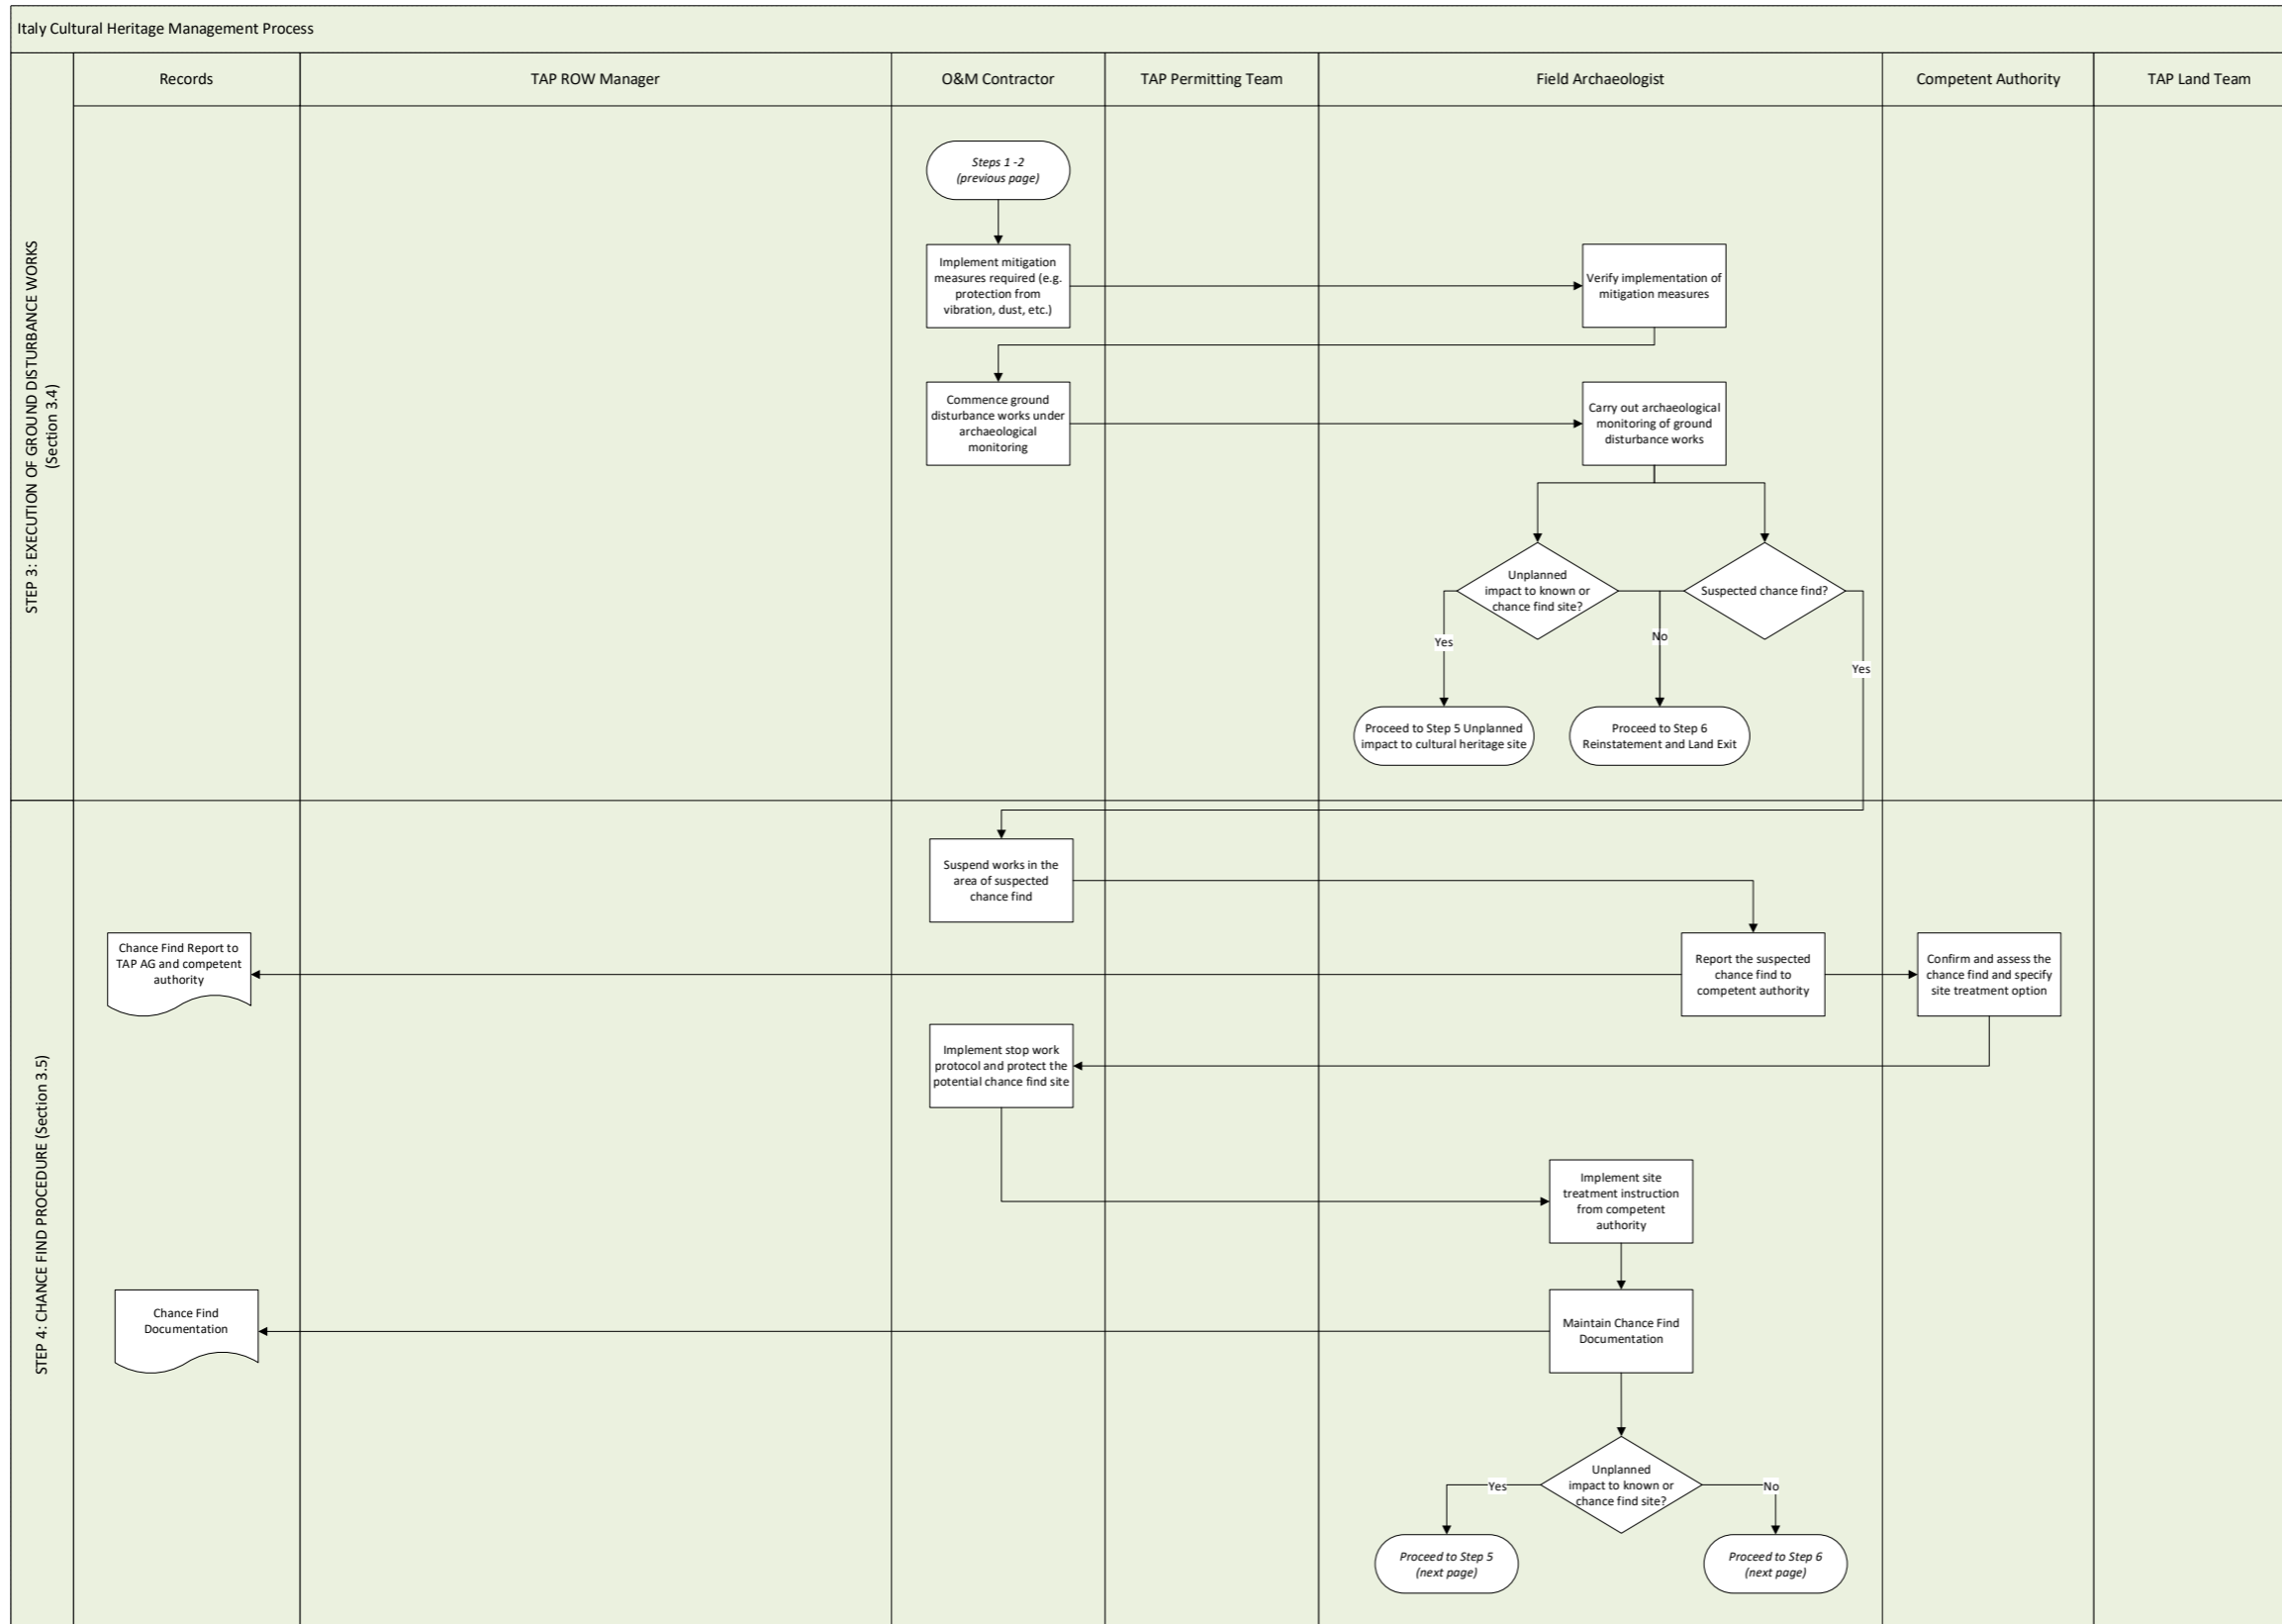 Italy Cultural Heritage Management Process
Records
TAP ROW Manager
O&M Contractor
TAP Permitting Team
Field Archaeologist
Competent Authority
TAP Land Team
STEP 3: EXECUTION OF GROUND DISTURBANCE WORKS
(Section 3.4)
Steps 1 -2
(previous page)
Implement mitigation
measures required (e.g.
protection from
vibration, dust, etc.)
Verify implementation of
mitigation measures
Commence ground
disturbance works under
archaeological
monitoring
Carry out archaeological
monitoring of ground
disturbance works
Unplanned
impact to known or
chance find site?
Suspected chance find?
Yes
No
Yes
Proceed to Step 5 Unplanned
impact to cultural heritage site
Proceed to Step 6
Reinstatement and Land Exit
STEP 4: CHANCE FIND PROCEDURE (Section 3.5)
Suspend works in the
area of suspected
chance find
Chance Find Report to
TAP AG and competent
authority
Report the suspected
chance find to
competent authority
Confirm and assess the
chance find and specify
site treatment option
Implement stop work
protocol and protect the
potential chance find site
Implement site
treatment instruction
from competent
authority
Chance Find
Documentation
Maintain Chance Find
Documentation
Unplanned
impact to known or
chance find site?
Yes
No
Proceed to Step 5
(next page)
Proceed to Step 6
(next page)